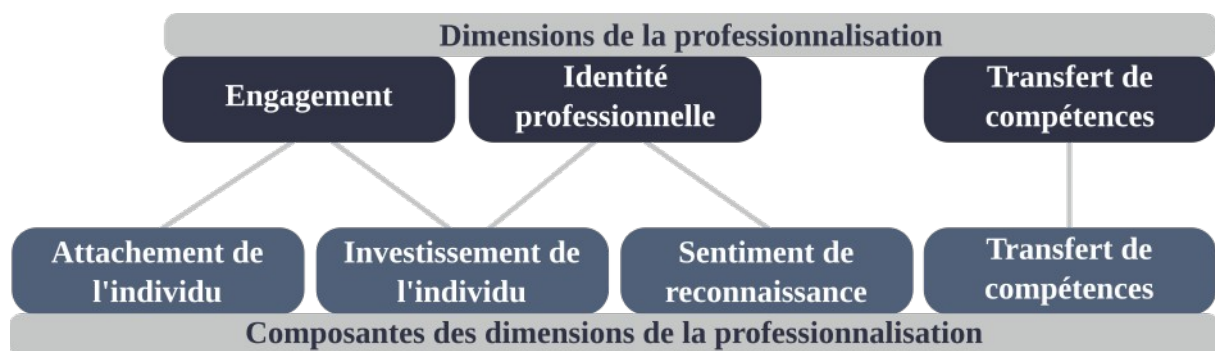 Dimensions de la professionnalisation
Engagement
Identité
professionnelle
Transfert de
compétences
Attachement de
l'individu
Investissement de
l'individu
Sentiment de
reconnaissance
Transfert de
compétences
Composantes des dimensions de la professionnalisation